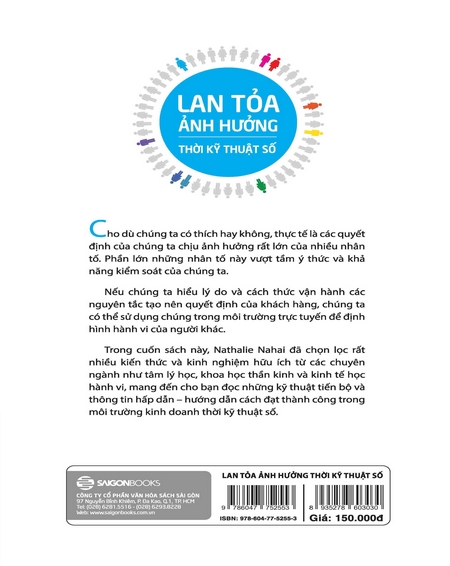 LAN TỎA
ẢNH HƯỞNG
THỜI KỸ THUẬT SỐ
Cho dù chúng ta có thích hay không, thực tế là các quyết
định của chúng ta chịu ảnh hưởng rất lớn của nhiều nhân
tố. Phần lớn những nhân tố này vượt tầm ý thức và khả
năng kiểm soát của chúng ta.
Nếu chúng ta hiểu lý do và cách thức vận hành các
nguyên tắc tạo nên quyết định của khách hàng, chúng ta
có thể sử dụng chúng trong môi trường trực tuyến để định
hình hành vi của người khác.
Trong cuốn sách này, Nathalie Nahai đã chọn lọc rất
nhiều kiến thức và kinh nghiệm hữu ích từ các chuyên
ngành như tâm lý học, khoa học thần kinh và kinh tế học
hành vi, mang đến cho bạn đọc những kỹ thuật tiến bộ và
thông tin hấp dẫn – hướng dẫn cách đạt thành công trong
môi trường kinh doanh thời kỹ thuật số.
SAIGONBOOKS
CÔNG TY CỔ PHẦN VĂN HÓA SÁCH SÀI GÒN
97 Nguyễn Bỉnh Khiêm, P. Đa Kao, Q.1, TP. HCM
Tel: (028) 6281.5516 - (028) 6293.8228
Web: www.saigonbooks.com.vn
LAN TỎA ẢNH HƯỞNG THỜI KỸ THUẬT SỐ
9 786047 752553
8 935278 603030
ISBN: 978-604-77-5255-3
Giá: 150.000đ